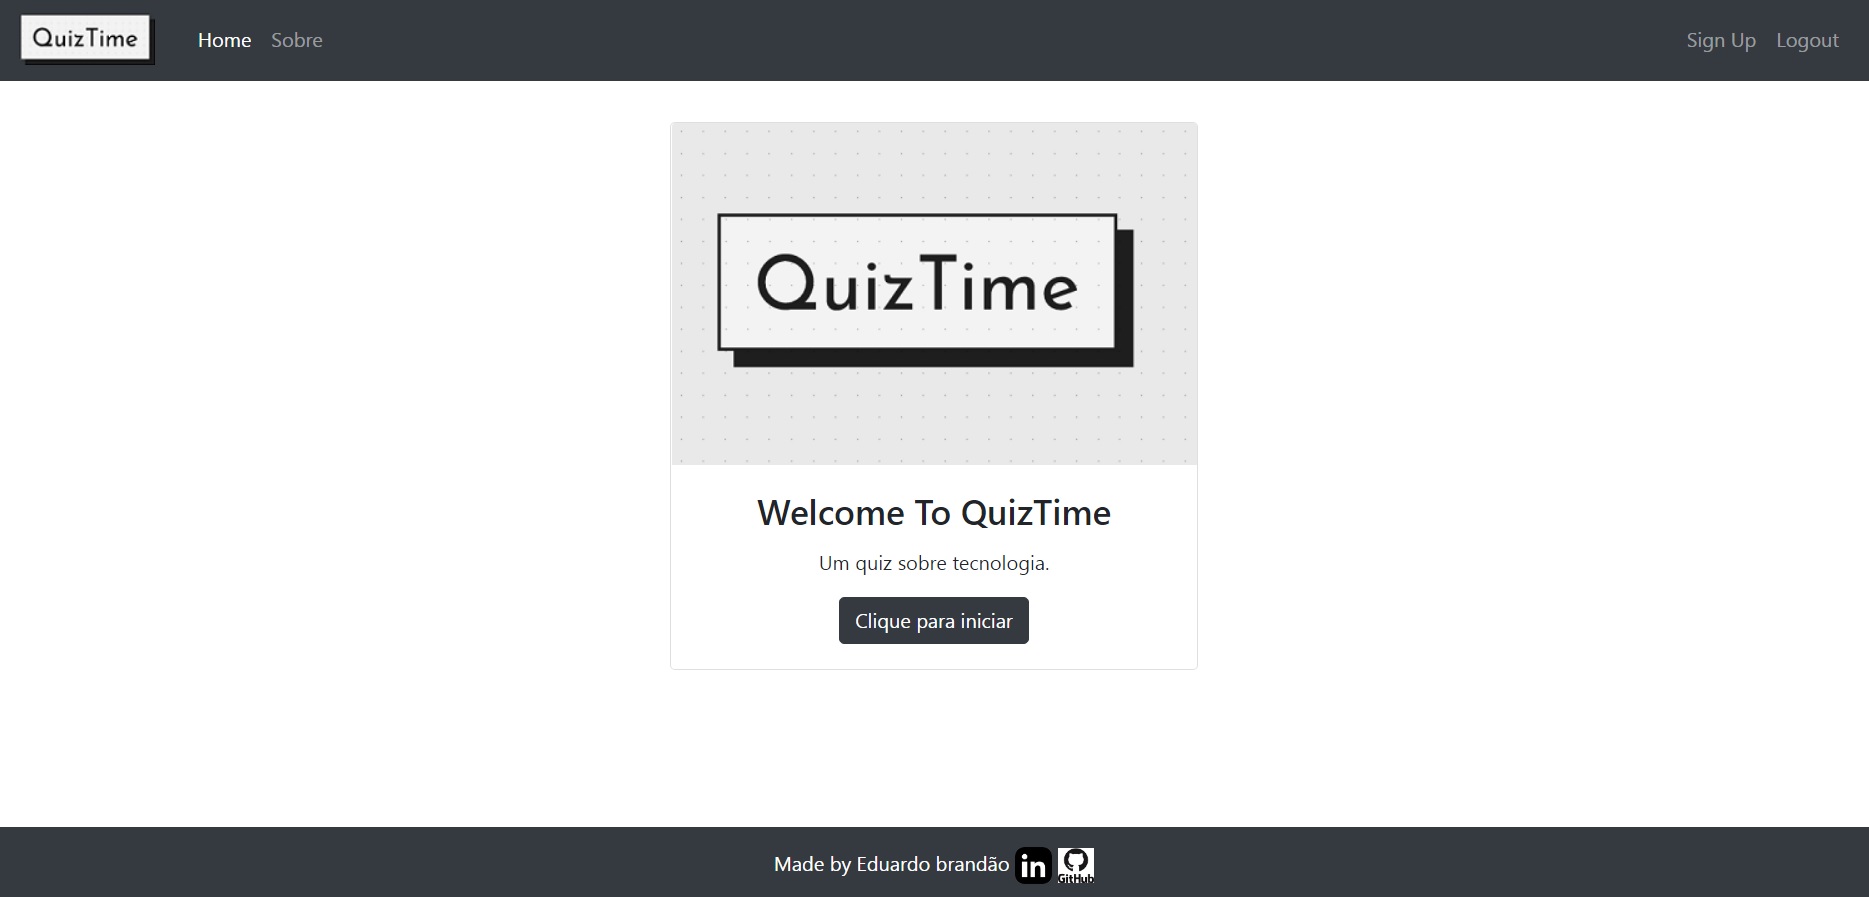 QuizTime
Home
Sobre
Sign Up
Logout
QuizTime
Welcome To QuizTime
Um quiz sobre tecnologia.
Clique para iniciar
Made by Eduardo brandão in GitHub